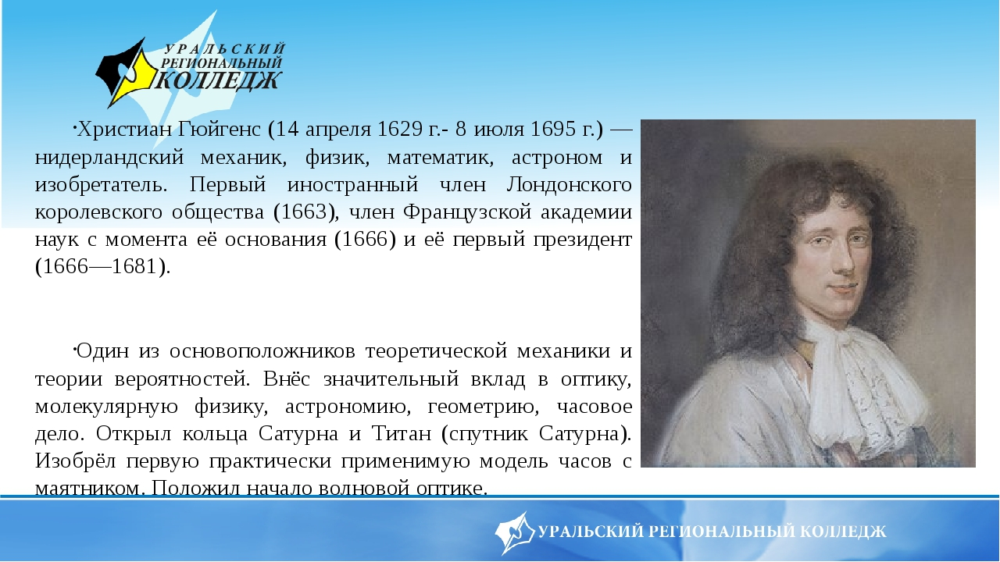 УРАЛЬСКИЙ
РЕГИОНАЛЬНЫЙ
КОЛЛЕДЖ
•Христиан Гюйгенс (14 апреля 1629 г.- 8 июля 1695 г.) —
нидерландский механик, физик, математик, астроном и
изобретатель. Первый иностранный член Лондонского
королевского общества (1663), член Французской академии
наук с момента её основания (1666) и её первый президент
(1666—1681).
•Один из основоположников теоретической механики и
теории вероятностей. Внёс значительный вклад в оптику,
молекулярную физику, астрономию, геометрию, часовое
дело. Открыл кольца Сатурна и Титан (спутник Сатурна).
Изобрёл первую практически применимую модель часов с
маятником. Положил начало волновой оптике.
УРАЛЬСКИЙ РЕГИОНАЛЬНЫЙ КОЛЛЕДЖ